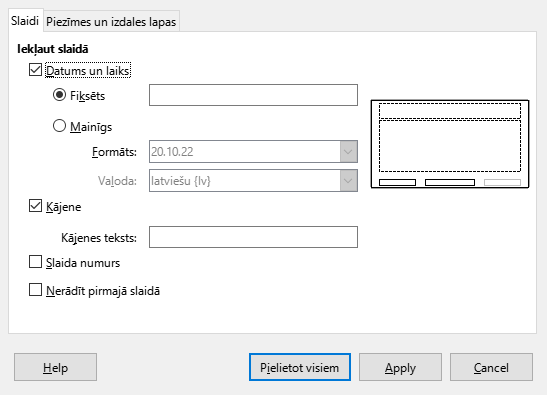 Slaidi Piezīmes un izdales lapas
Iekļaut slaidā
Datums un laiks
Fiksēts
Mainīgs
Formāts: 20.10.22
Vaļoda: latviešu {lv}
Kājene
Kājenes teksts:
Slaida numurs
Nerādīt pirmajā slaidā
Help Pielietot visiem Apply Cancel